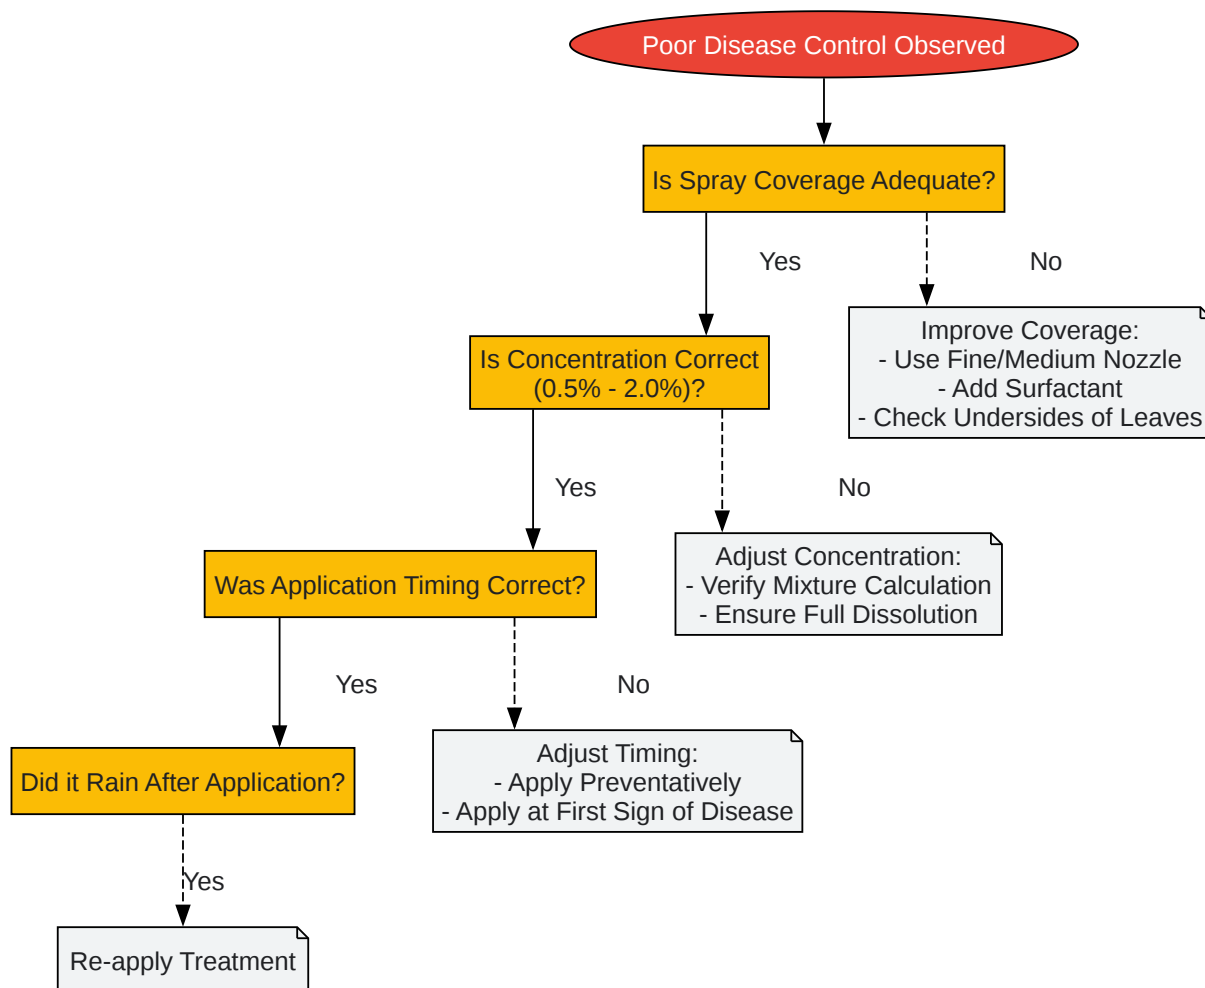 Poor Disease Control Observed
Is Spray Coverage Adequate?
Yes
No
Improve Coverage:
- Use Fine/Medium Nozzle
- Add Surfactant
- Check Undersides of Leaves
Is Concentration Correct
(0.5% - 2.0%)?
Yes
No
Adjust Concentration:
- Verify Mixture Calculation
- Ensure Full Dissolution
Was Application Timing Correct?
Yes
No
Adjust Timing:
- Apply Preventatively
- Apply at First Sign of Disease
Did it Rain After Application?
Yes
Re-apply Treatment